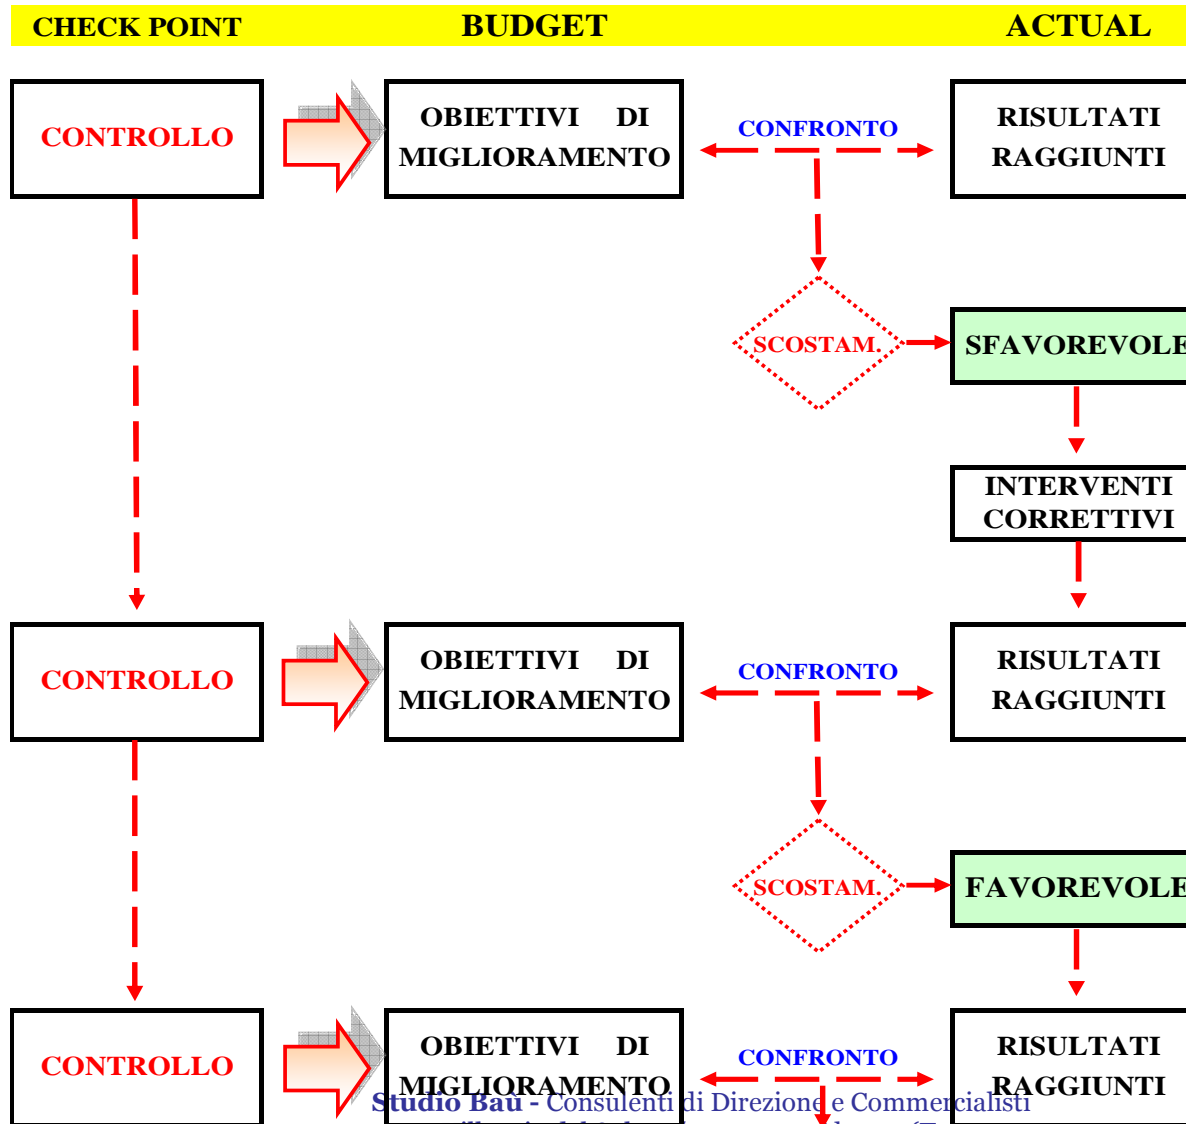 CHECK POINT BUDGET ACTUAL
CONTROLLO
OBIETTIVI DI
MIGLIORAMENTO
CONFRONTO
RISULTATI
RAGGIUNTI
SCOSTAM.
SFAVOREVOLE
INTERVENTI
CORRETTIVI
CONTROLLO
OBIETTIVI DI
MIGLIORAMENTO
CONFRONTO
RISULTATI
RAGGIUNTI
SCOSTAM.
FAVOREVOLE
CONTROLLO
OBIETTIVI DI
MIGLIORAMENTO
CONFRONTO
RISULTATI
RAGGIUNTI
Studio Baù - Consulenti di Direzione e Commercialisti